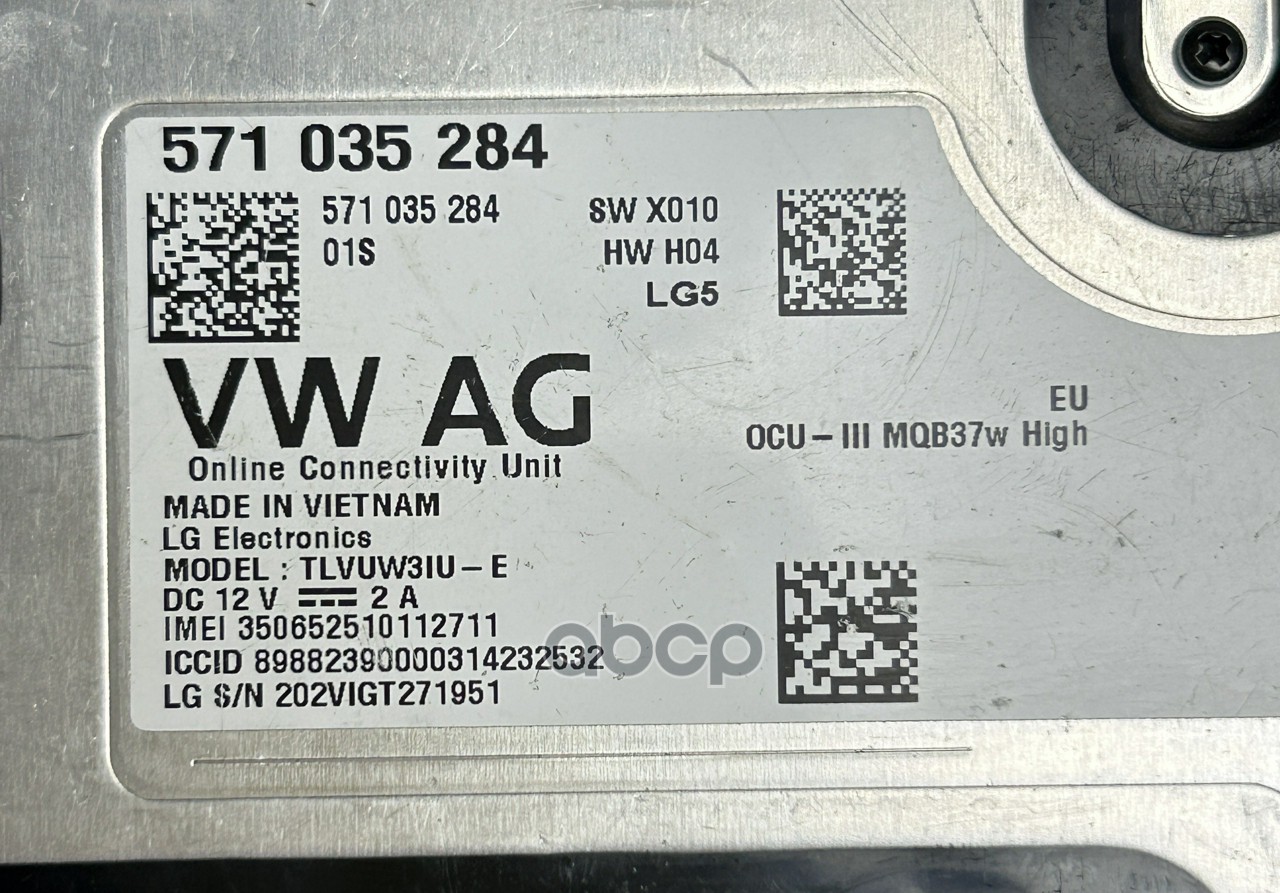 571 035 284
571 035 284 SW X010
01S HW H04
LG5
VW AG
Online Connectivity Unit
EU
OCU - III MQB37w High
MADE IN VIETNAM
LG Electronics
MODEL : TLVUW3IU - E
DC 12 V ⎓ 2 A
IMEI 350652510112711
ICCID 89882390000314232532
LG S/N 202VIGT271951
abcp